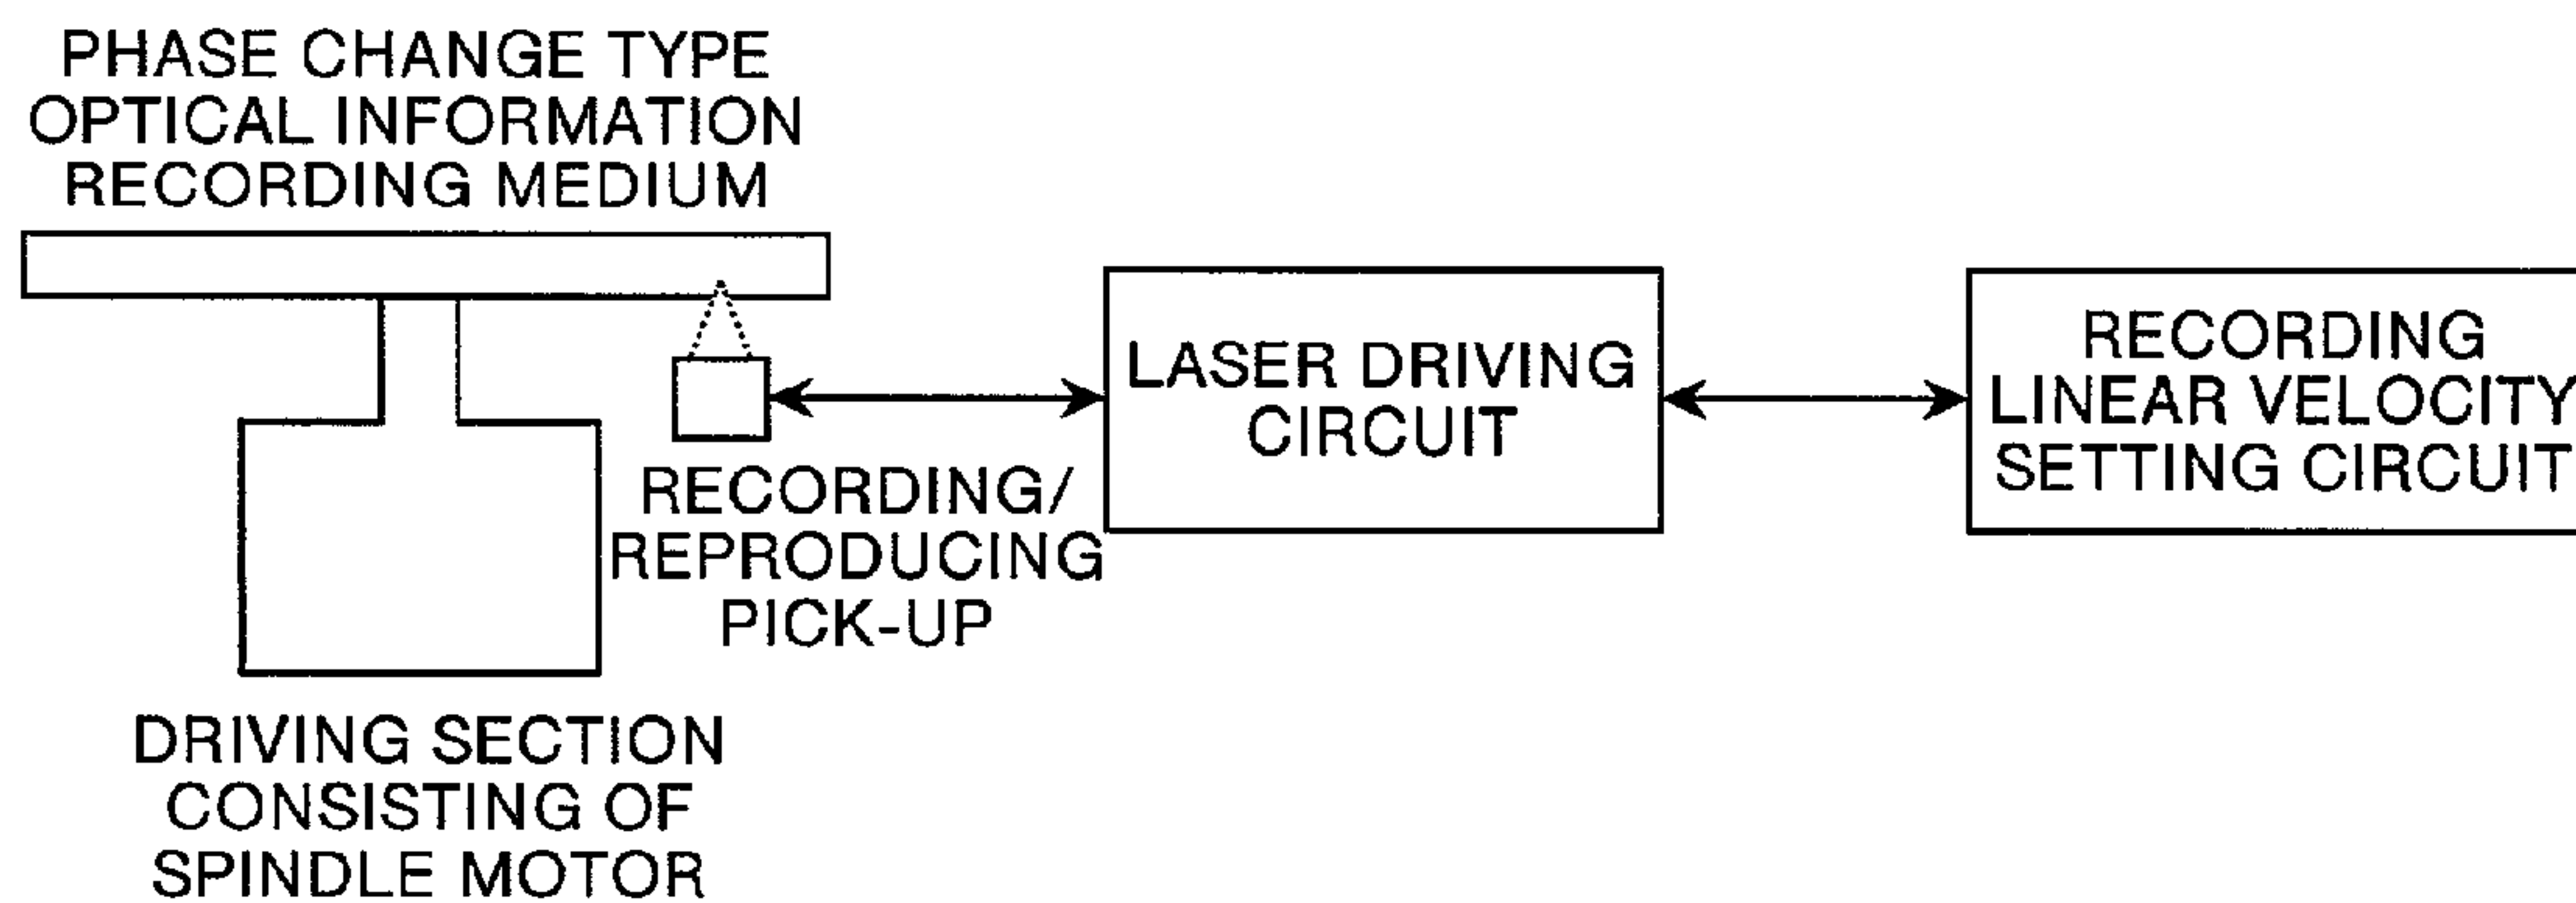 PHASE CHANGE TYPE
OPTICAL INFORMATION
RECORDING MEDIUM
RECORDING/
REPRODUCING
PICK-UP
DRIVING SECTION
CONSISTING OF
SPINDLE MOTOR
LASER DRIVING
CIRCUIT
RECORDING
LINEAR VELOCITY
SETTING CIRCUIT